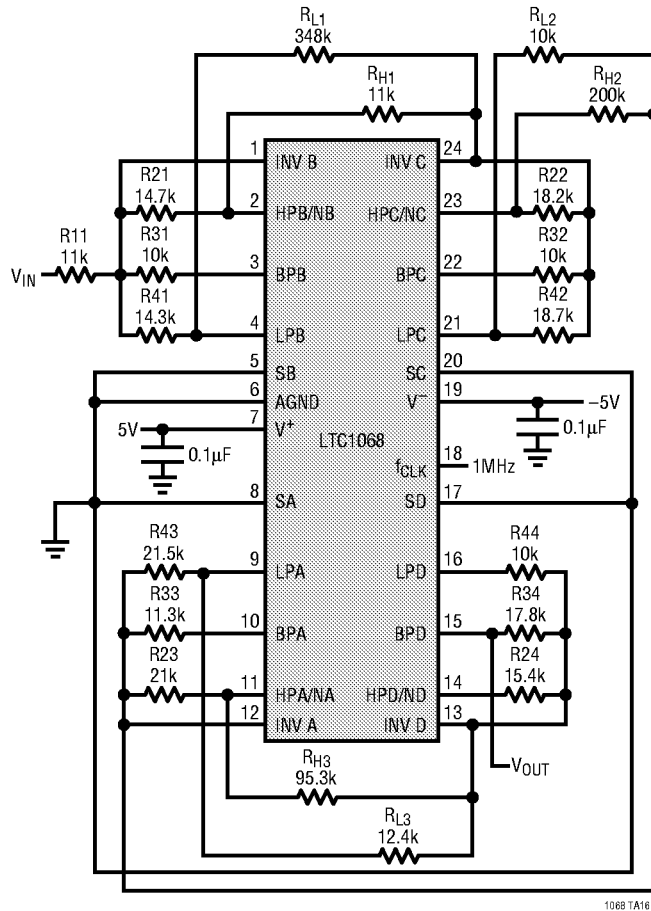 RL1
348k
RL2
10k
RH1
11k
RH2
200k
1
INV B
INV C
24
R21
14.7k
2
HPB/NB
HPC/NC
23
R22
18.2k
R11
11k
VIN
R31
10k
3
BPB
BPC
22
R32
10k
R41
14.3k
4
LPB
LPC
21
R42
18.7k
5
SB
SC
20
6
AGND
V−
19
−5V
5V
7
V+
0.1µF
0.1µF
LTC1068
fCLK
18
1MHz
8
SA
SD
17
R43
21.5k
9
LPA
LPD
16
R44
10k
R33
11.3k
10
BPA
BPD
15
R34
17.8k
R23
21k
11
HPA/NA
HPD/ND
14
R24
15.4k
12
INV A
INV D
13
RH3
95.3k
VOUT
RL3
12.4k
1068 TA16